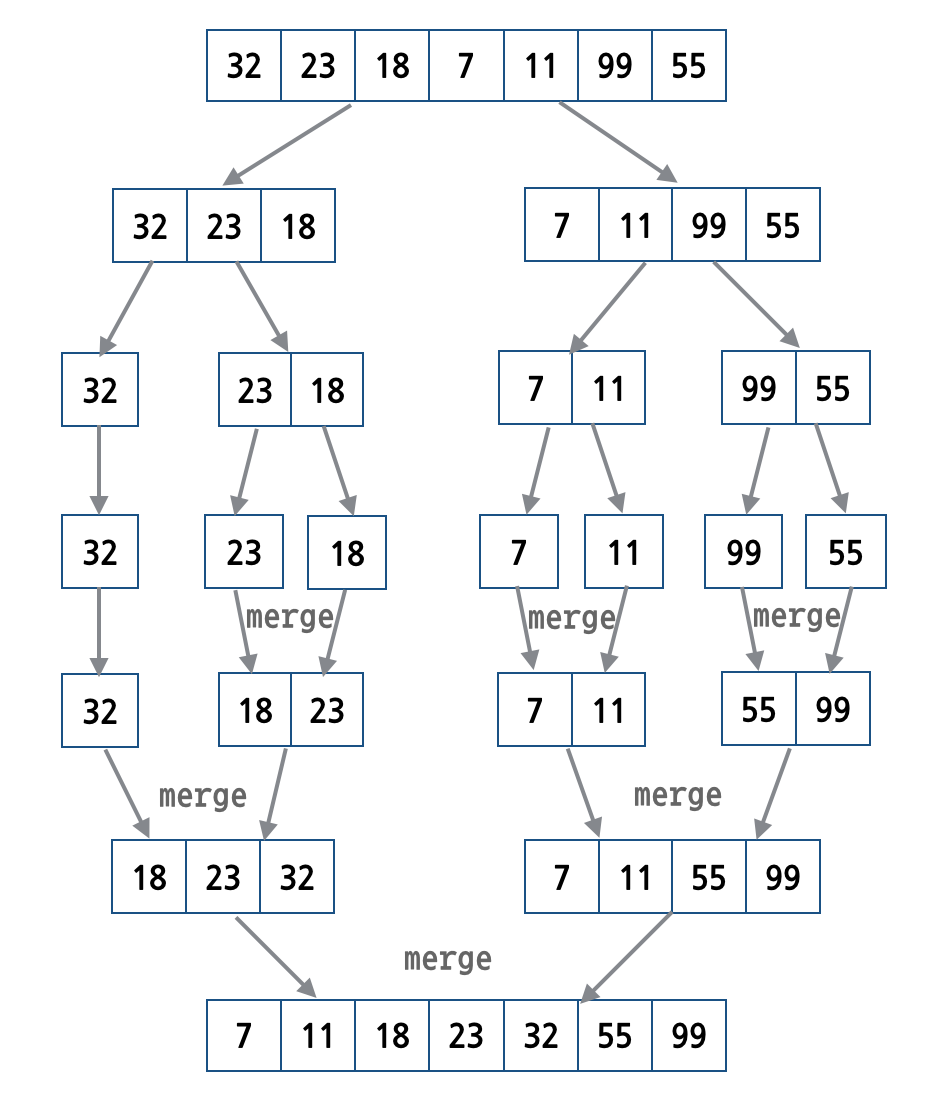 32 23 18 7 11 99 55
32 23 18 7 11 99 55
32 23 18 7 11 99 55
32 23 18 7 11 99 55
merge merge merge
32 18 23 7 11 55 99
merge merge
18 23 32 7 11 55 99
merge
7 11 18 23 32 55 99